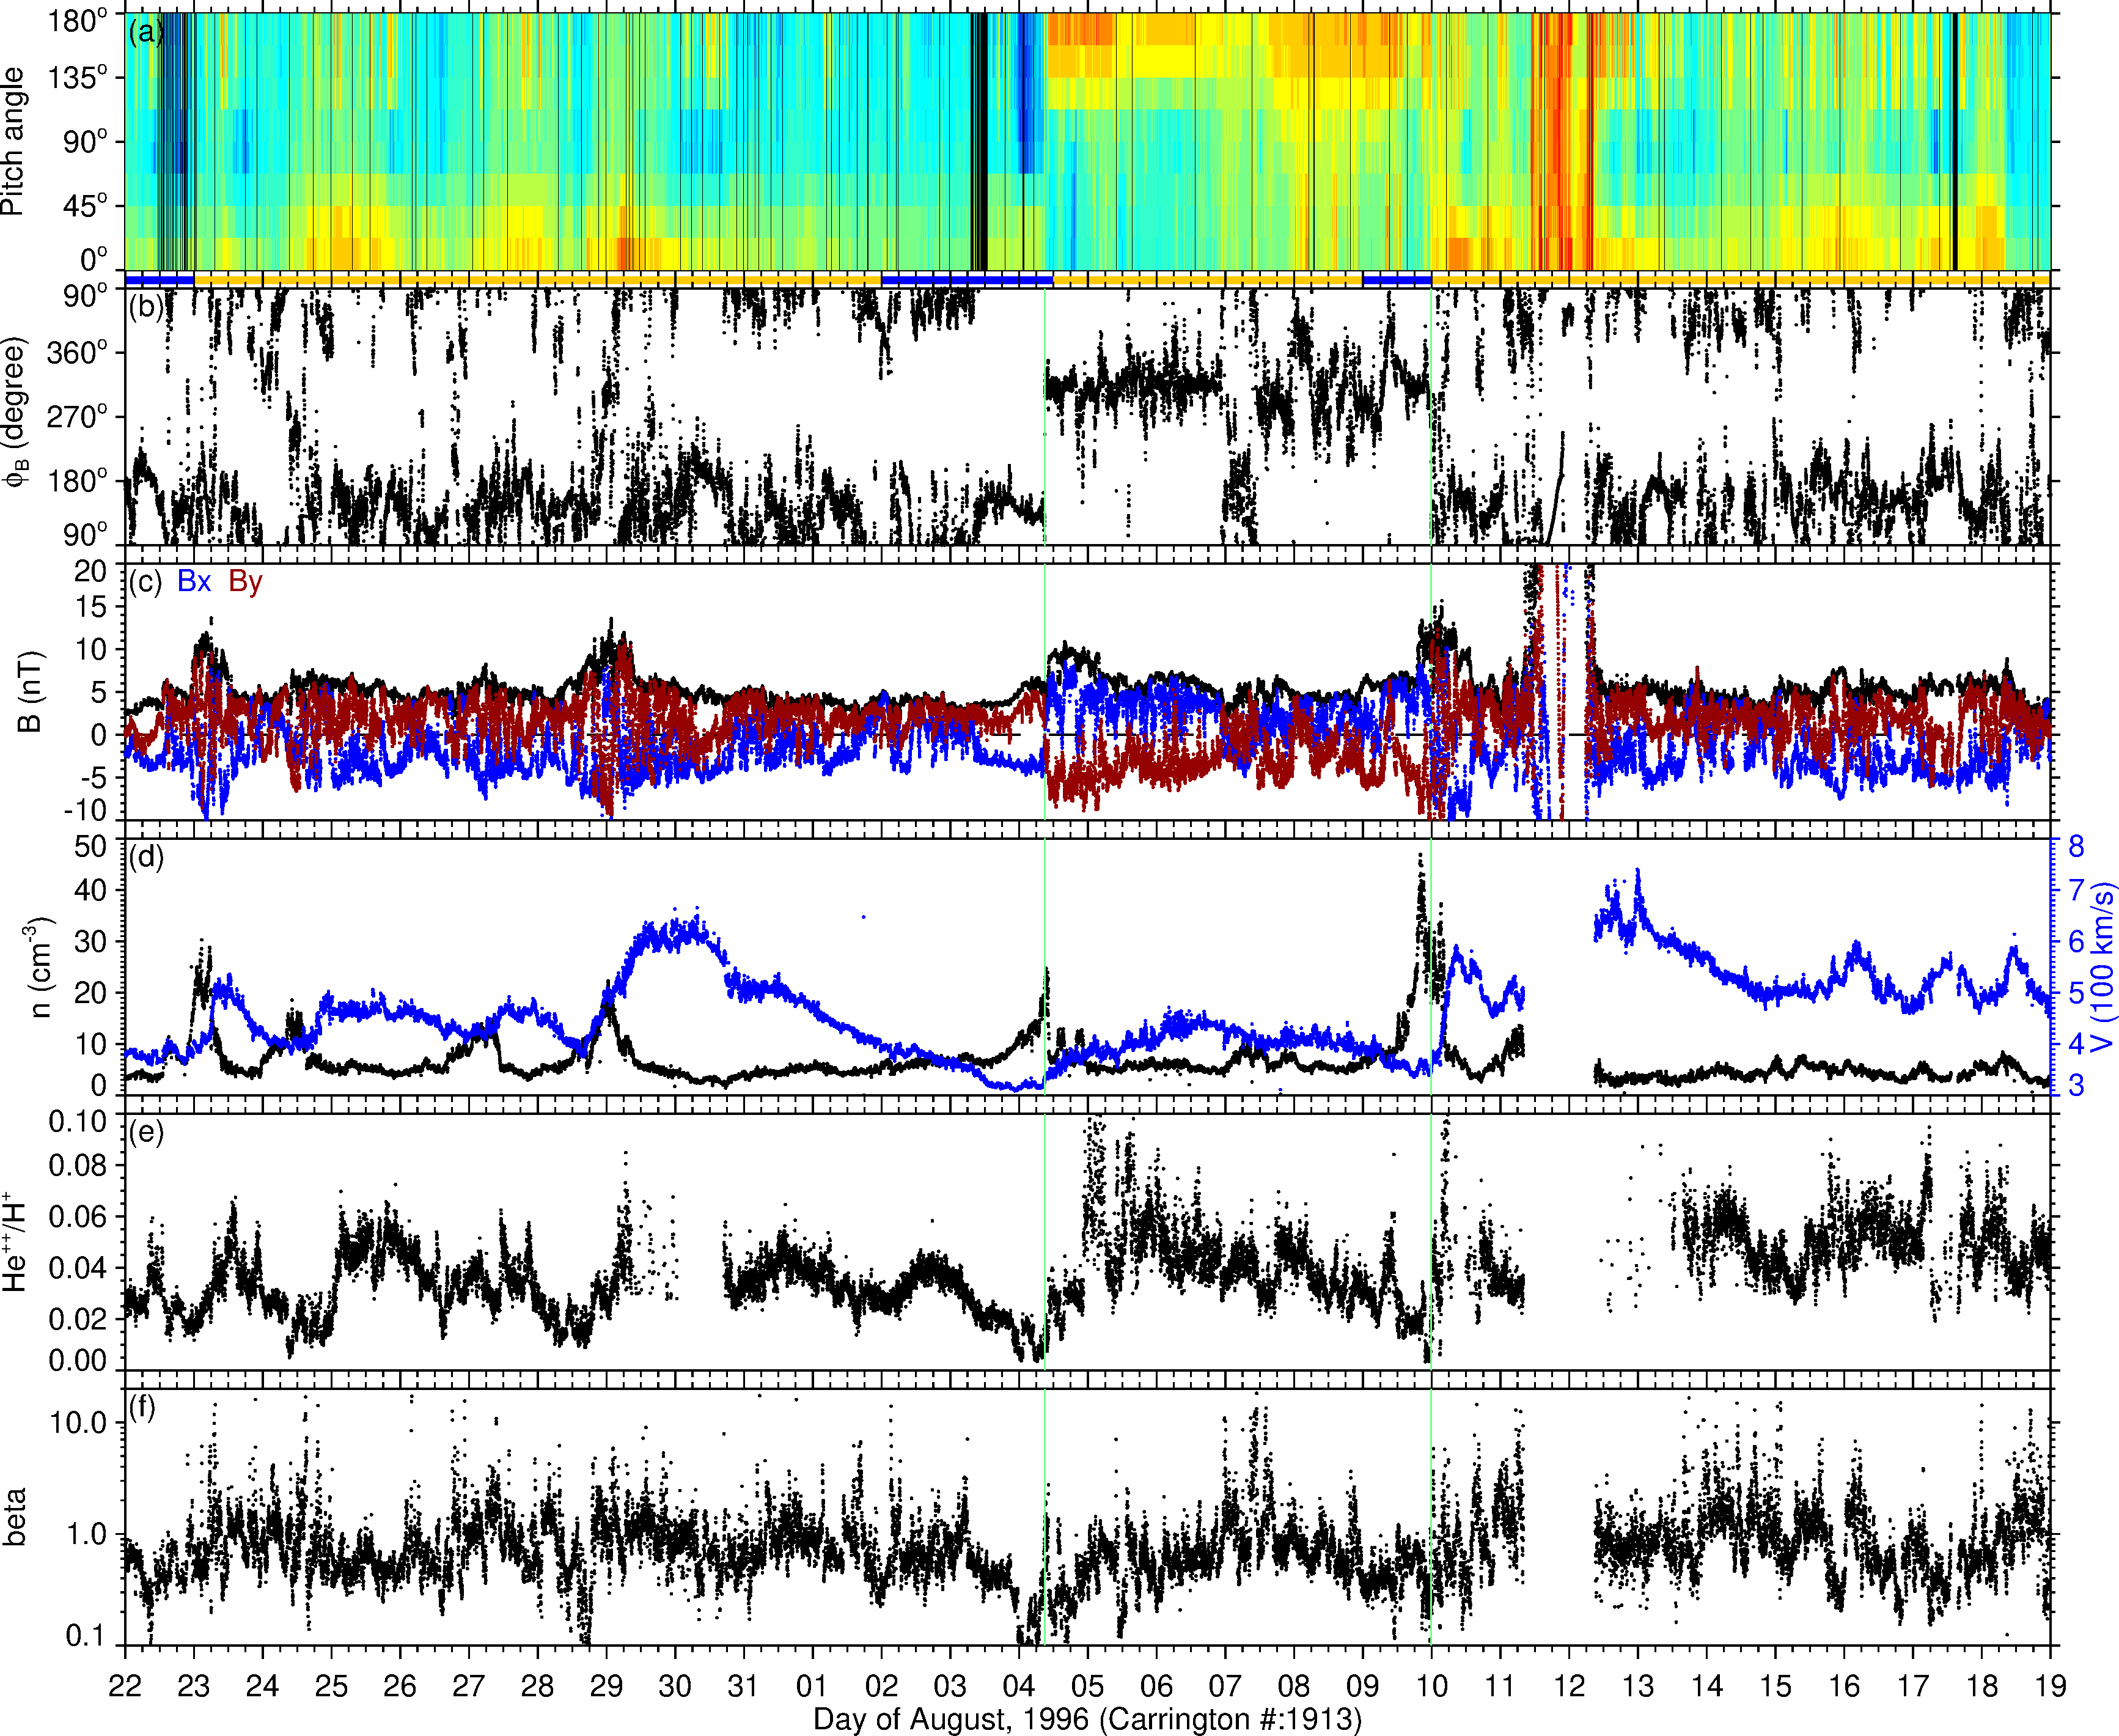 (a)
180°
135°
90°
45°
0°
Pitch angle
(b)
90°
360°
270°
180°
90°
ϕB (degree)
(c) Bx By
20
15
10
5
0
-5
-10
B (nT)
(d)
50
40
30
20
10
0
n (cm-3)
8
7
6
5
4
3
V (100 km/s)
(e)
0.10
0.08
0.06
0.04
0.02
0.00
He++/H+
(f)
10.0
1.0
0.1
beta
22 23 24 25 26 27 28 29 30 31 01 02 03 04 05 06 07 08 09 10 11 12 13 14 15 16 17 18 19
Day of August, 1996 (Carrington #:1913)